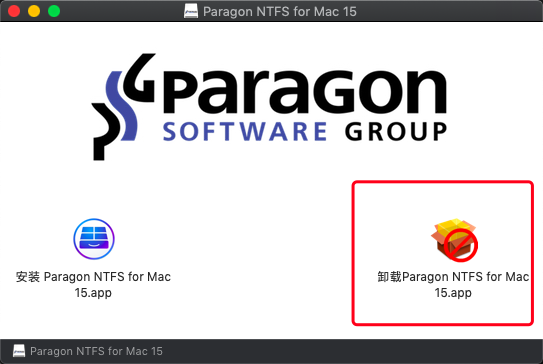 Paragon NTFS for Mac 15
paragon
SOFTWARE GROUP
安装 Paragon NTFS for Mac
15.app
卸载Paragon NTFS for Mac
15.app
Paragon NTFS for Mac 15